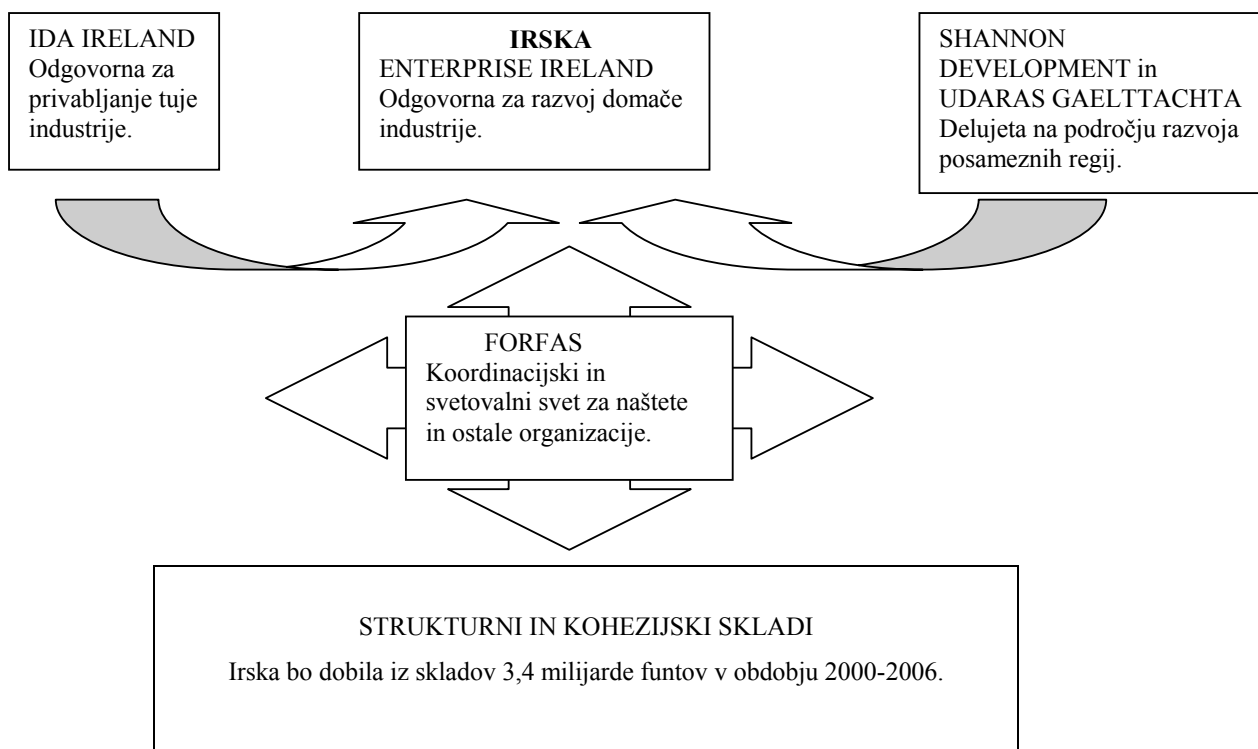 IDA IRELAND
Odgovorna za
privabljanje tuje
industrije.
IRSKA
ENTERPRISE IRELAND
Odgovorna za razvoj domače
industrije.
SHANNON
DEVELOPMENT in
UDARAS GAELTTACHTA
Delujeta na področju razvoja
posameznih regij.
FORFAS
Koordinacijski in
svetovalni svet za naštete
in ostale organizacije.
STRUKTURNI IN KOHEZIJSKI SKLADI
Irska bo dobila iz skladov 3,4 milijarde funtov v obdobju 2000-2006.